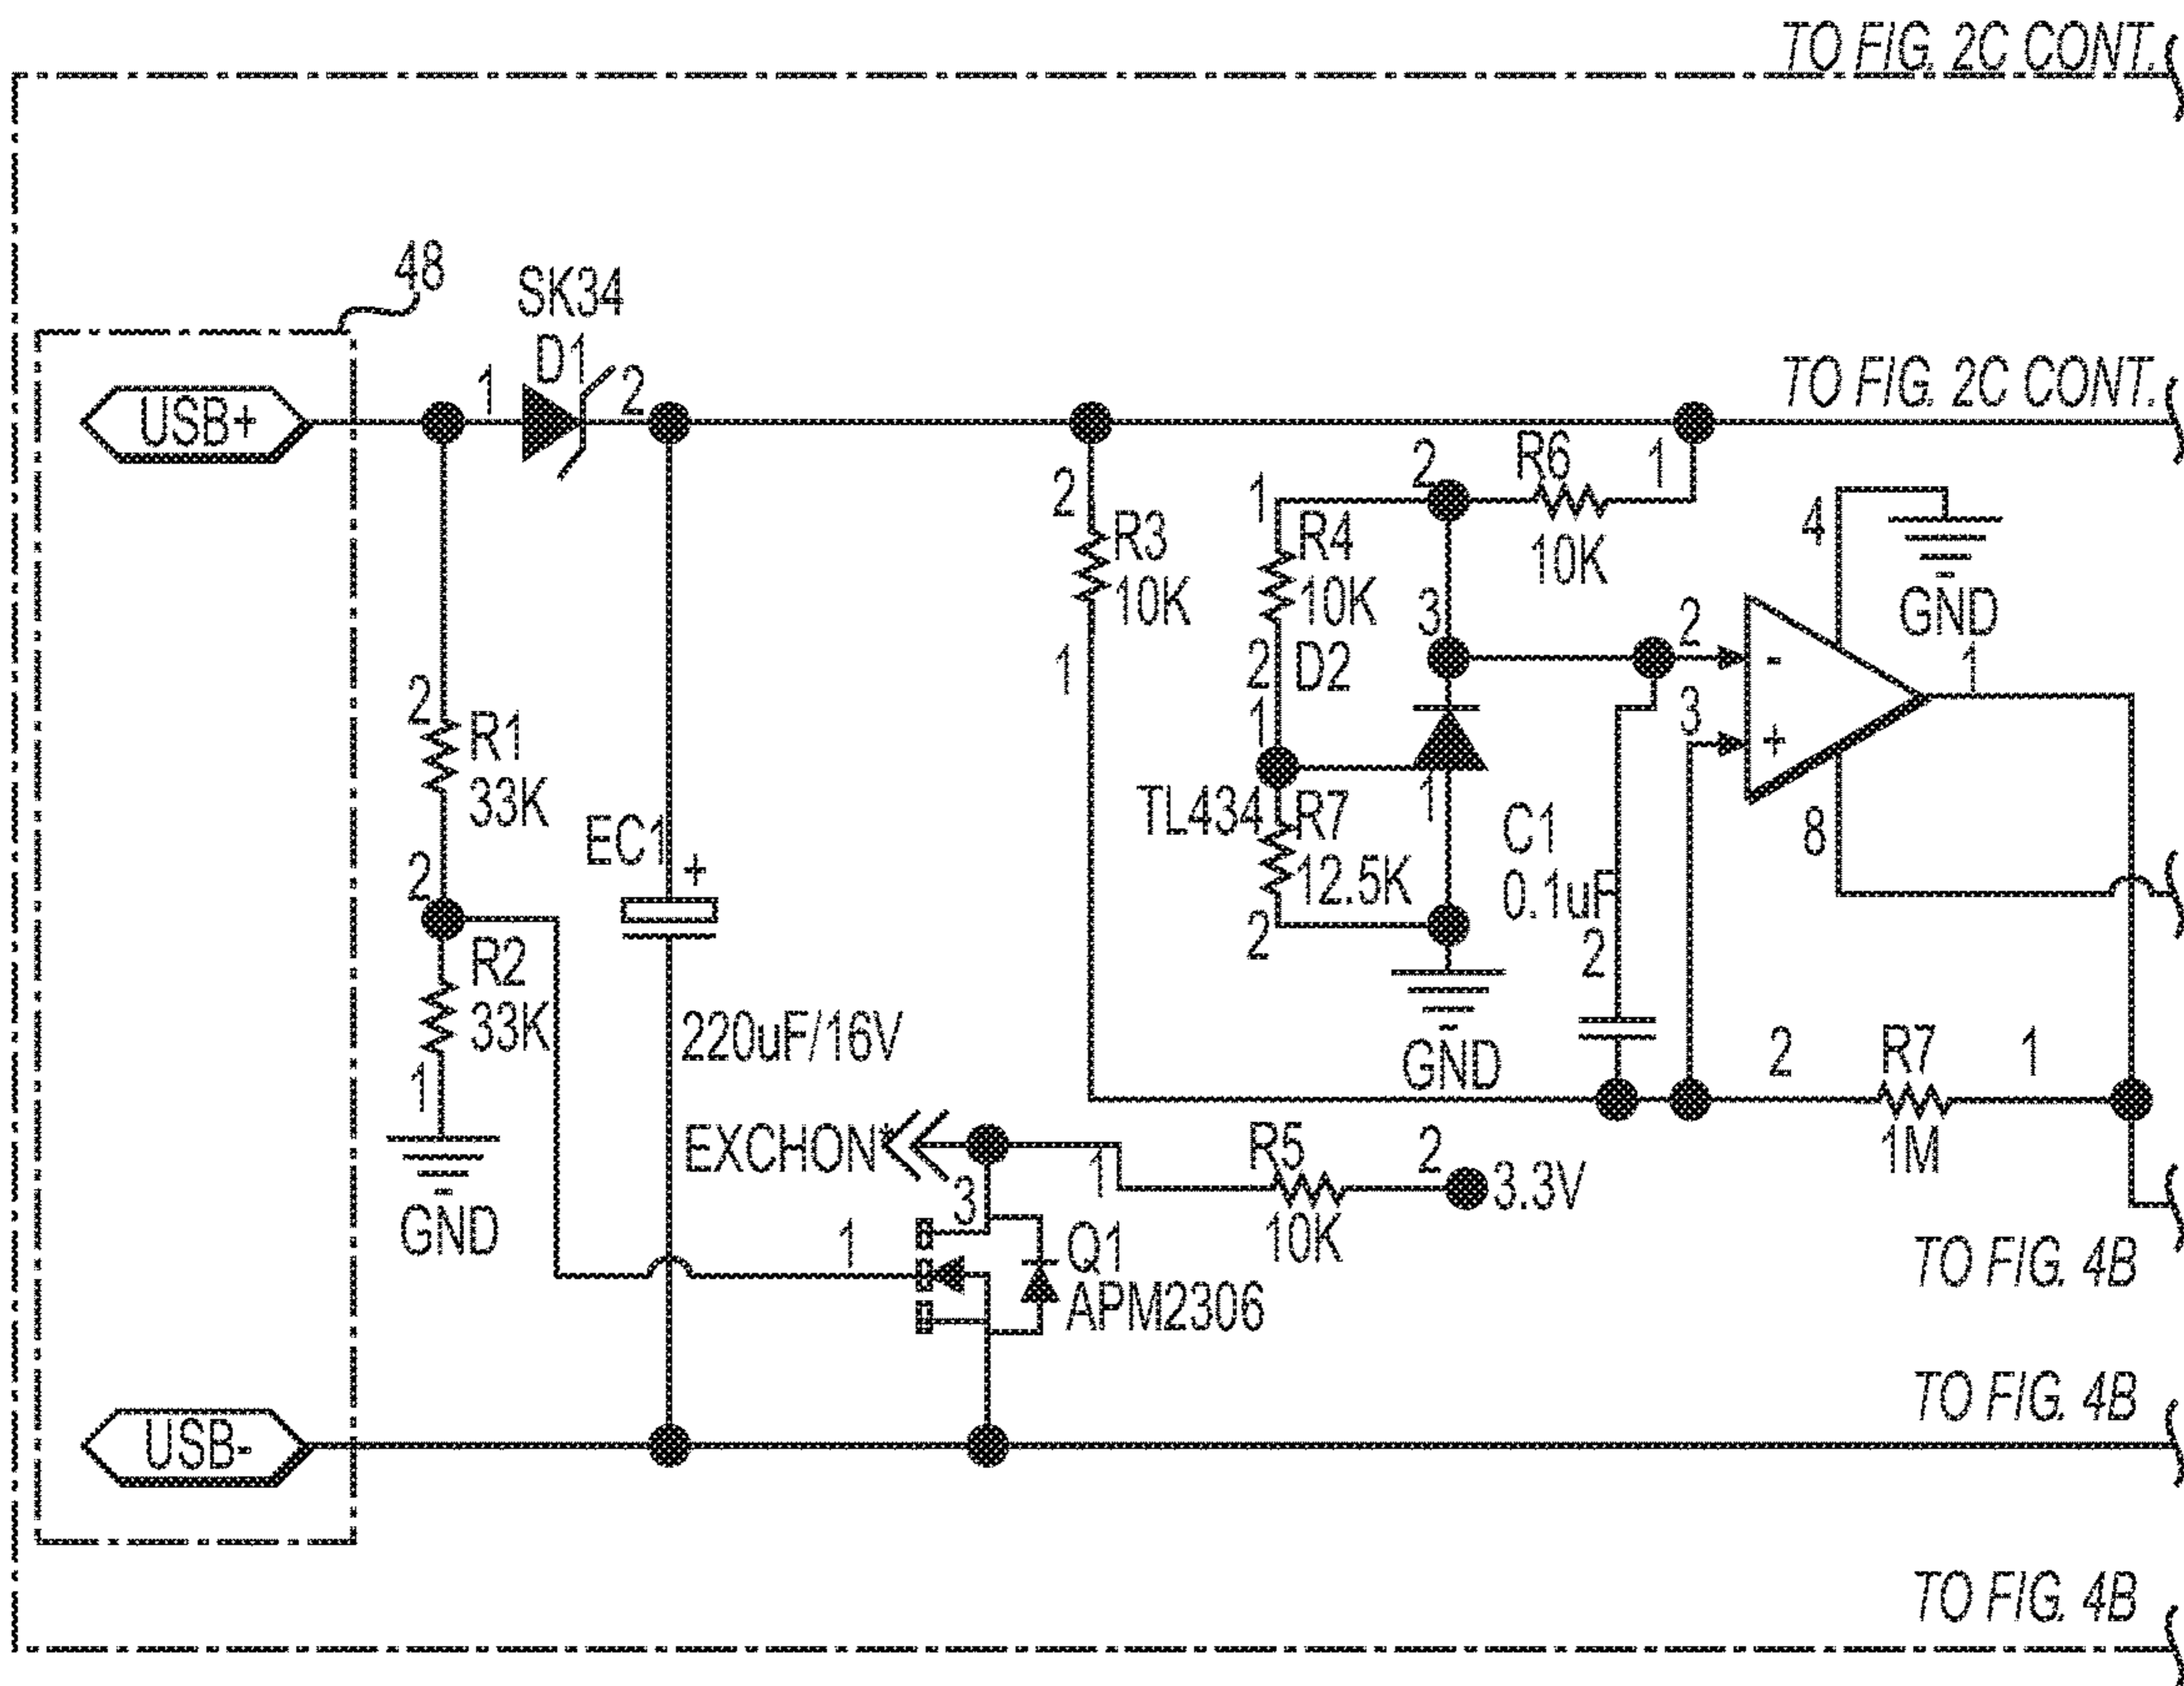 TO FIG. 2C CONT.
48
SK34
D1
TO FIG. 2C CONT.
USB+
1
2
2
R3
10K
1
1
R4
10K
2
2
R6
1
10K
3
D2
1
4
GND
2
-
3
+
1
8
2
R1
33K
2
R2
33K
1
GND
EC1
+
220uF/16V
TL434
1
R7
12.5K
2
GND
C1
0.1uF
2
2
R7
1
1M
EXCHON*
3
1
R5
10K
2
3.3V
1
Q1
APM2306
TO FIG. 4B
USB-
TO FIG. 4B
TO FIG. 4B